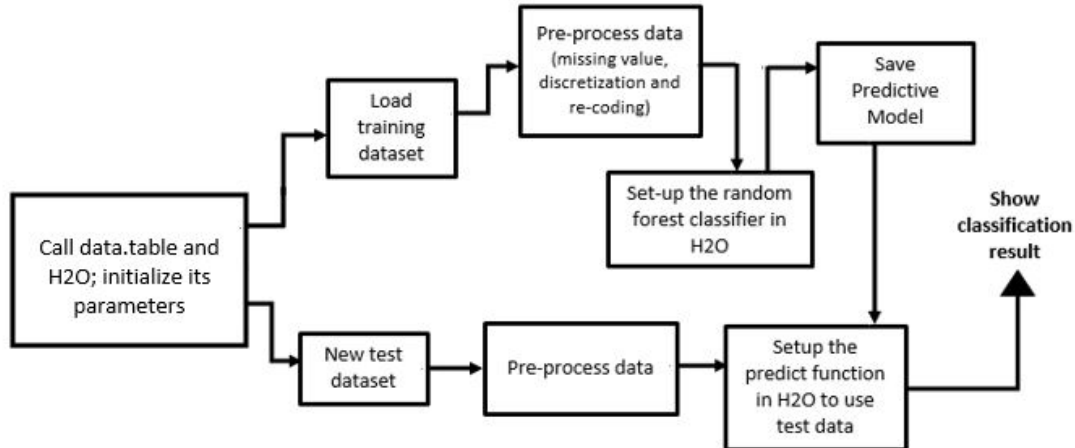 Call data.table and
H2O; initialize its
parameters
Load
training
dataset
Pre-process data
(missing value,
discretization and
re-coding)
Set-up the random
forest classifier in
H2O
Save
Predictive
Model
New test
dataset
Pre-process data
Setup the
predict function
in H2O to use
test data
Show
classification
result